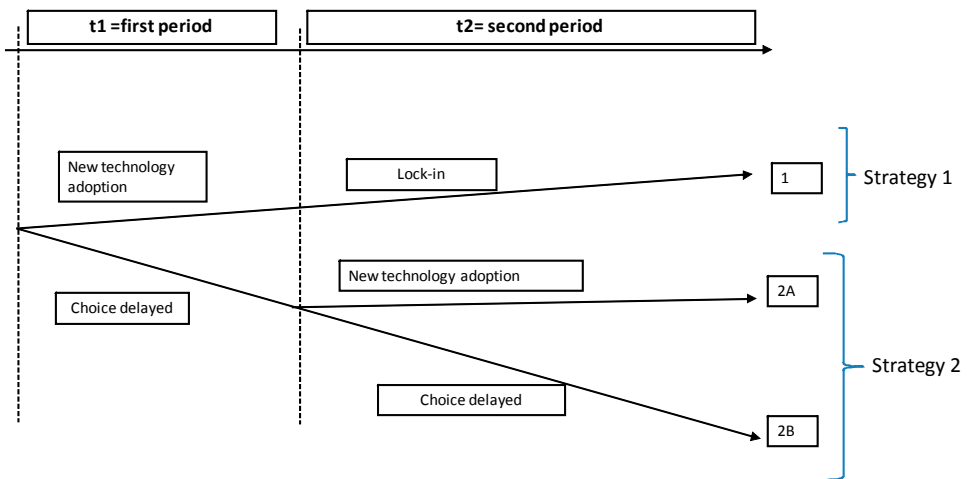 t1 =first period
t2= second period
New technology
adoption
Lock-in
1
Strategy 1
New technology adoption
2A
Choice delayed
Strategy 2
Choice delayed
2B